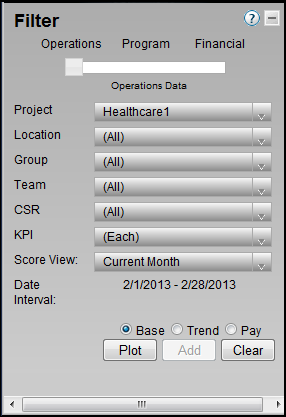 Filter ?
Operations Program Financial
Operations Data
Project Healthcare1
Location (All)
Group (All)
Team (All)
CSR (All)
KPI (Each)
Score View: Current Month
Date 2/1/2013 - 2/28/2013
Interval:
Base Trend Pay
Plot Add Clear